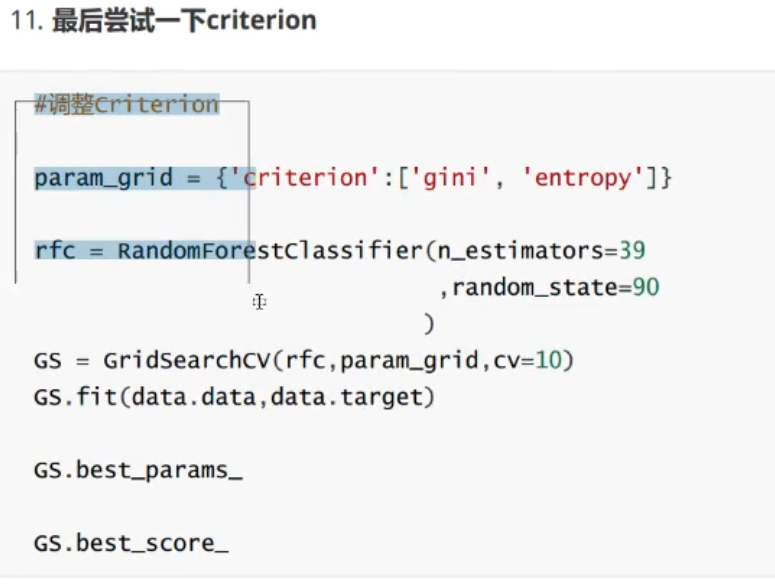 11. 最后尝试一下criterion
#调整Criterion
param_grid = {'criterion':['gini', 'entropy']}
rfc = RandomForestClassifier(n_estimators=39
,random_state=90
)
GS = GridSearchCV(rfc,param_grid,cv=10)
GS.fit(data.data,data.target)
GS.best_params_
GS.best_score_